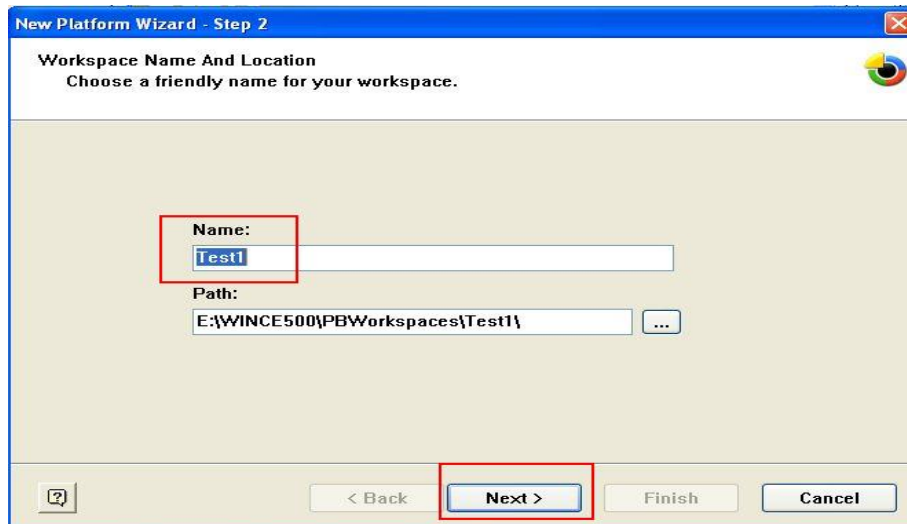 New Platform Wizard - Step 2
Workspace Name And Location
Choose a friendly name for your workspace.
Name:
Test1
Path:
E:\WINCE500\PBWorkspaces\Test1\
...
?
< Back
Next >
Finish
Cancel